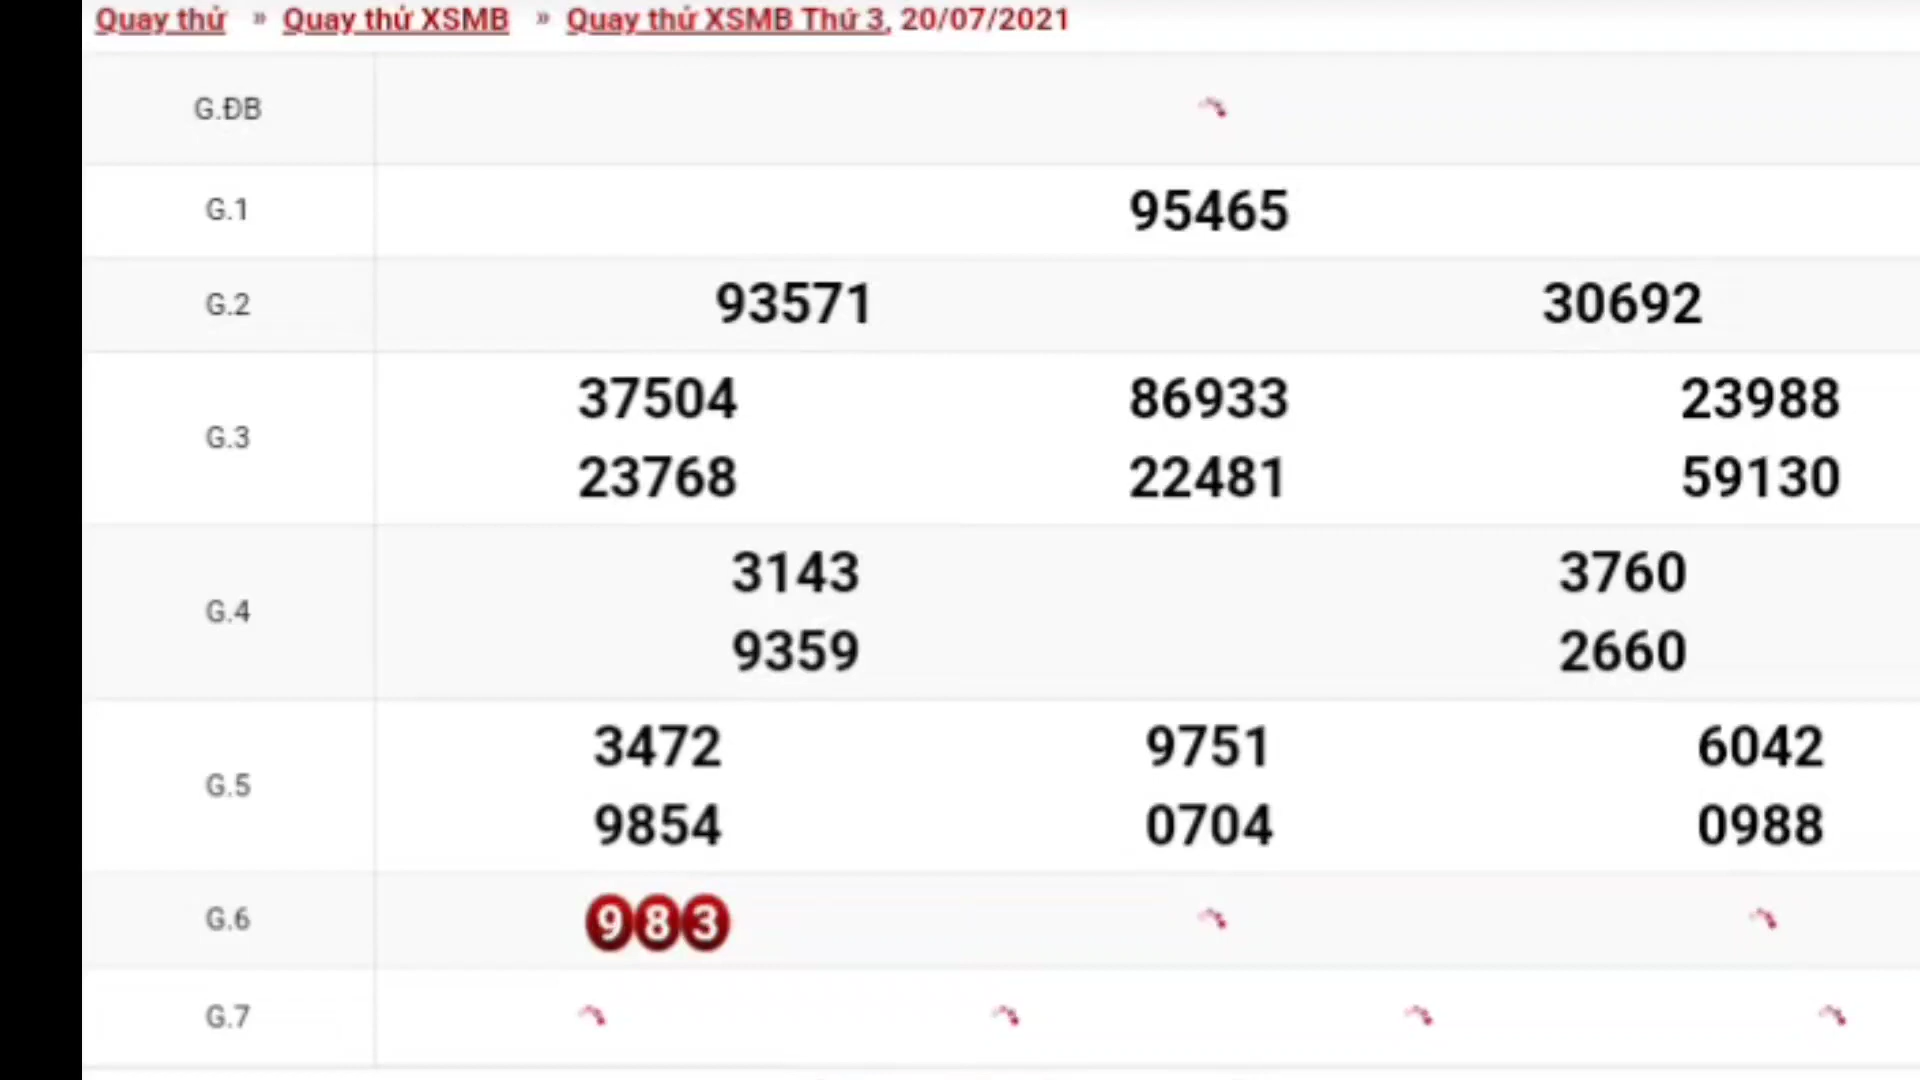 Quay thử » Quay thử XSMB » Quay thử XSMB Thứ 3, 20/07/2021
G.ĐB
G.1 95465
G.2 93571 30692
G.3 37504 86933 23988
23768 22481 59130
G.4 3143 3760
9359 2660
G.5 3472 9751 6042
9854 0704 0988
G.6 983
G.7